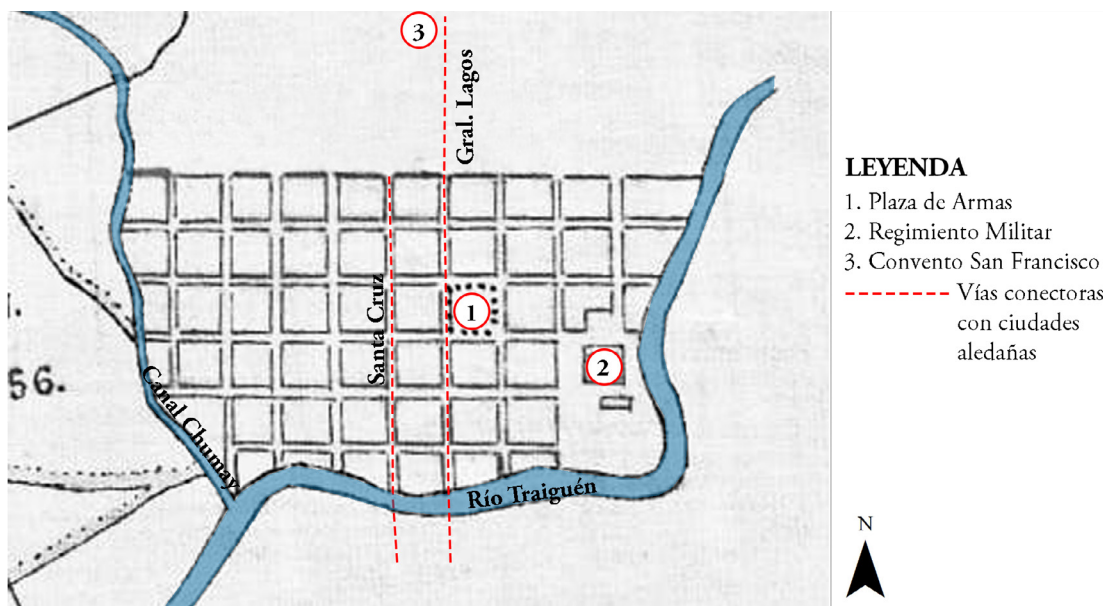 3
Gral. Lagos
Santa Cruz
1
2
56.
Canal Chumay
Río Traiguén
LEYENDA
1. Plaza de Armas
2. Regimiento Militar
3. Convento San Francisco
Vías conectoras
con ciudades
aledañas
N